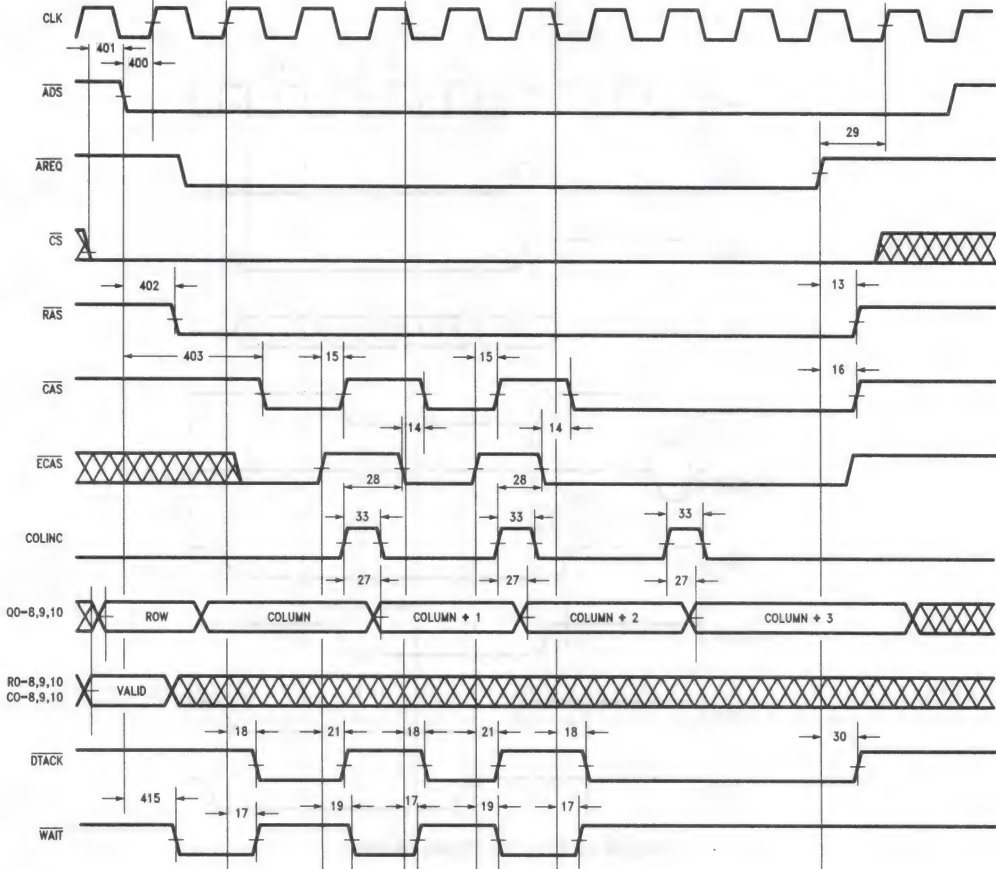 CLK
401
400
ADS
29
AREQ
CS
402
13
RAS
403
15
15
16
CAS
14
14
ECAS
28
28
33
33
33
COLINC
27
27
27
Q0-8,9,10
ROW
COLUMN
COLUMN + 1
COLUMN + 2
COLUMN + 3
R0-8,9,10
C0-8,9,10
VALID
18
21
18
21
18
30
DTACK
415
17
19
17
19
17
WAIT